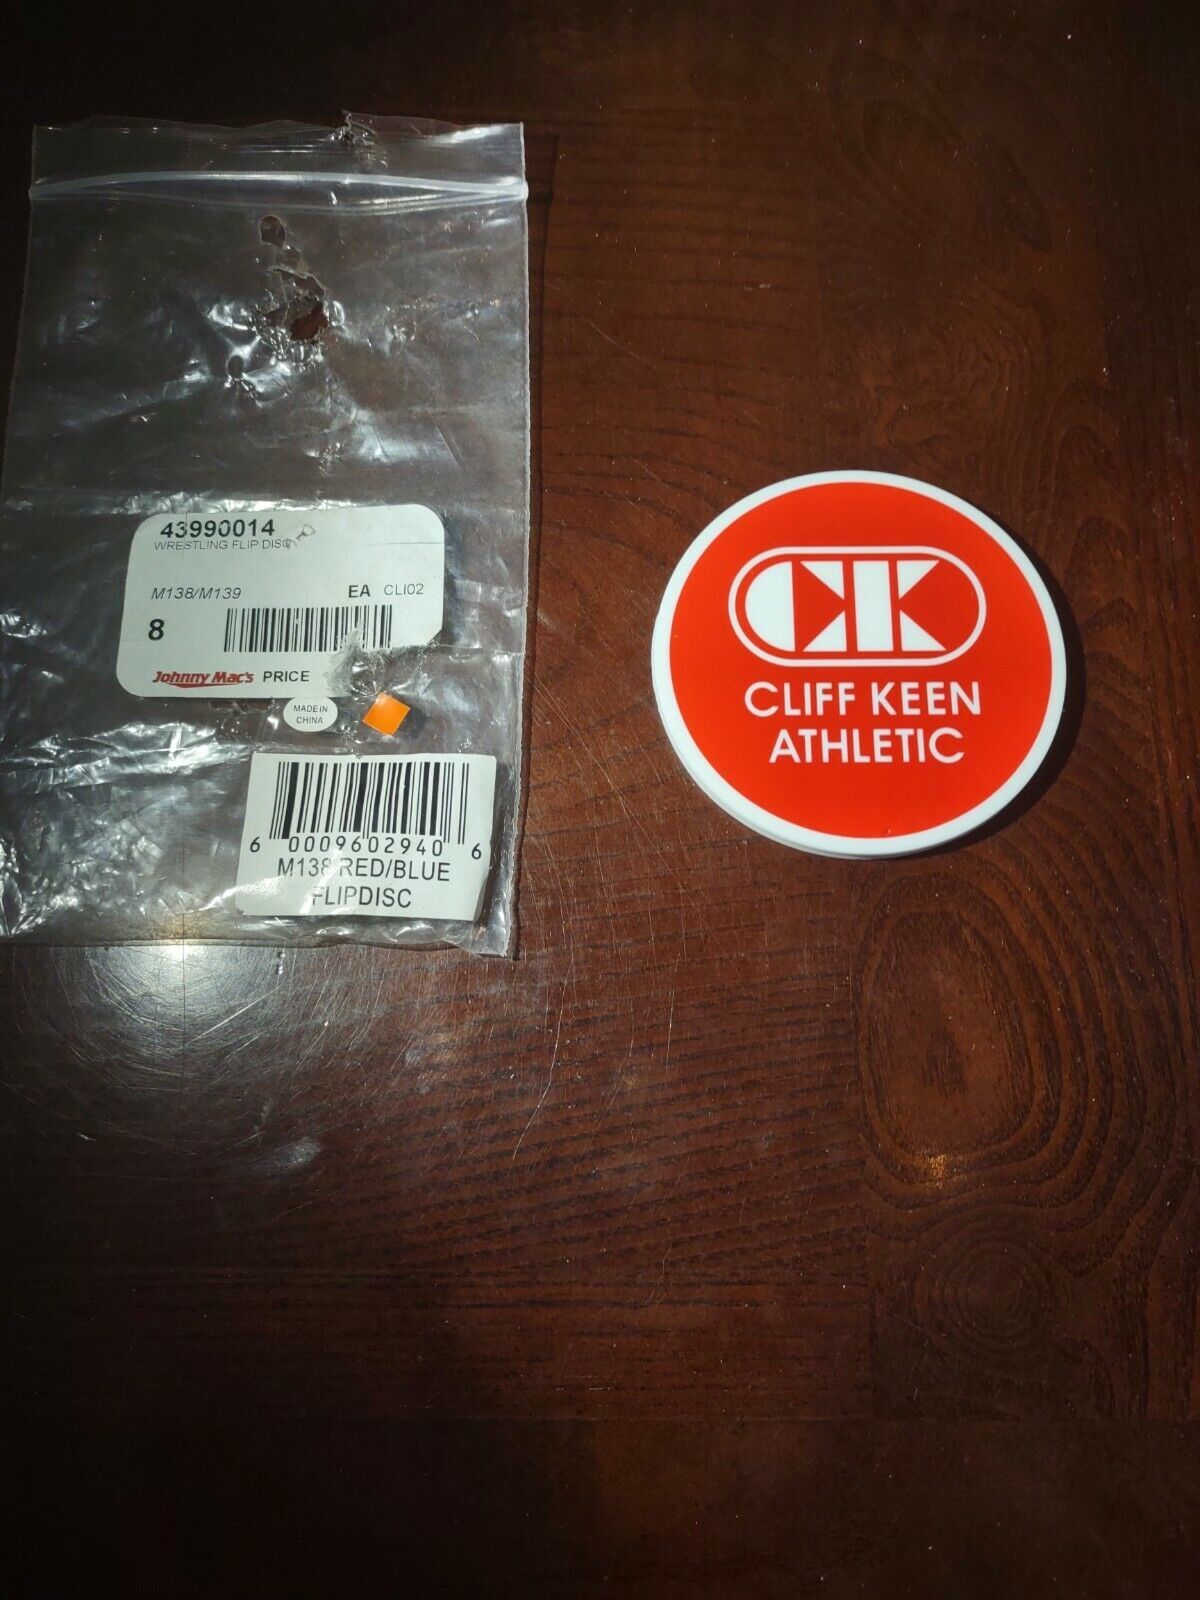 43990014
WRESTLING FLIP DISC
M138/M139 EA CLI02
8
Johnny Mac's PRICE
MADE IN
CHINA
6 0009602940 6
M138 RED/BLUE
FLIPDISC
CK
CLIFF KEEN
ATHLETIC